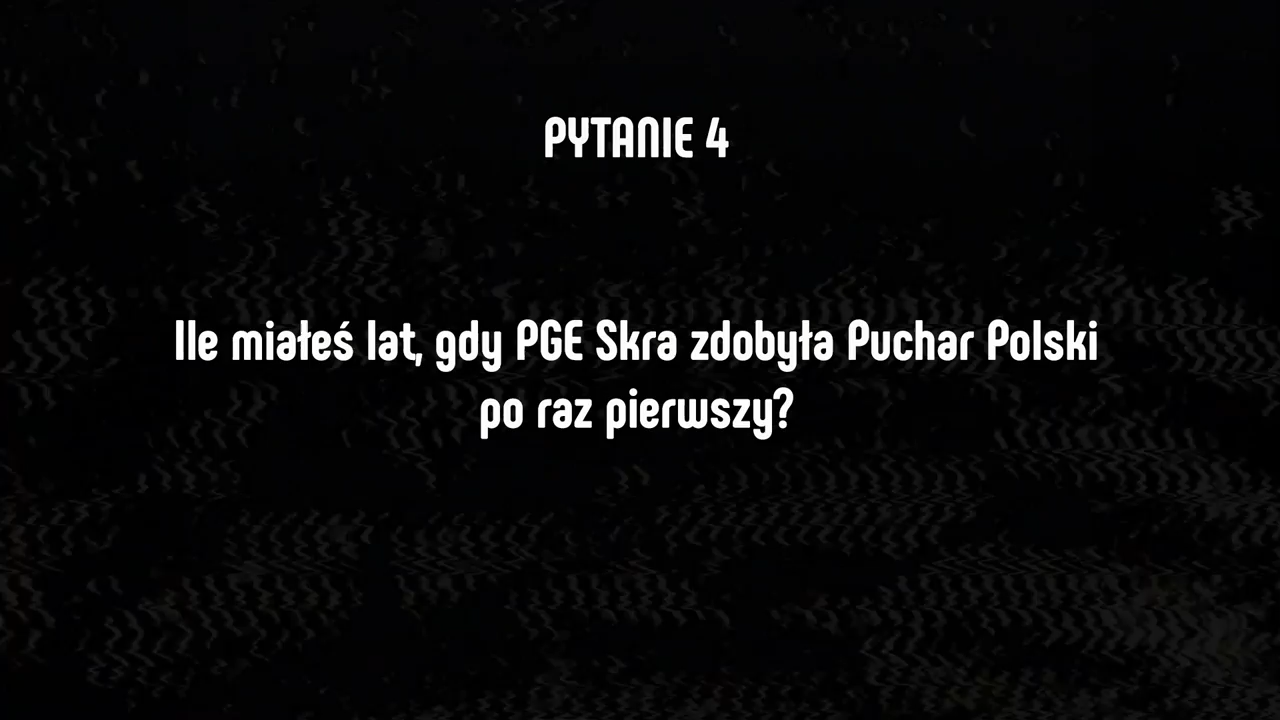 PYTANIE 4
Ile miałeś lat, gdy PGE Skra zdobyła Puchar Polski
po raz pierwszy?